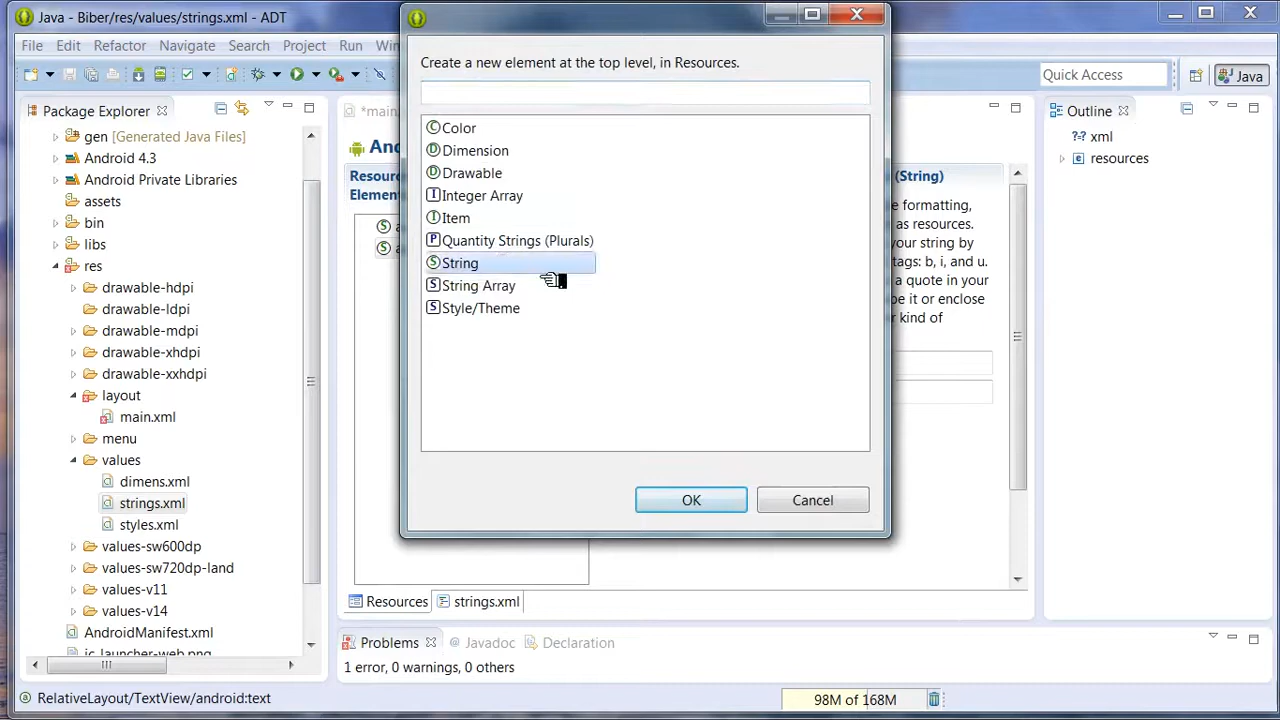 Java - Biber/res/values/strings.xml - ADT
File Edit Refactor Navigate Search Project Run
Quick Access
Java
Create a new element at the top level, in Resources.
Color
Dimension
Drawable
Integer Array
Item
Quantity Strings (Plurals)
String
String Array
Style/Theme
OK
Cancel
Package Explorer
gen [Generated Java Files]
Android 4.3
Android Private Libraries
assets
bin
libs
res
drawable-hdpi
drawable-ldpi
drawable-mdpi
drawable-xhdpi
drawable-xxhdpi
layout
main.xml
menu
values
dimens.xml
strings.xml
styles.xml
values-sw600dp
values-sw720dp-land
values-v11
values-v14
AndroidManifest.xml
ic_launcher-web.png
*main.
(String)
formatting,
as resources.
your string by
tags: b, i, and u.
a quote in your
be it or enclose
r kind of
Resources
strings.xml
Outline
xml
resources
Problems
Javadoc
Declaration
1 error, 0 warnings, 0 others
RelativeLayout/TextView/android:text
98M of 168M